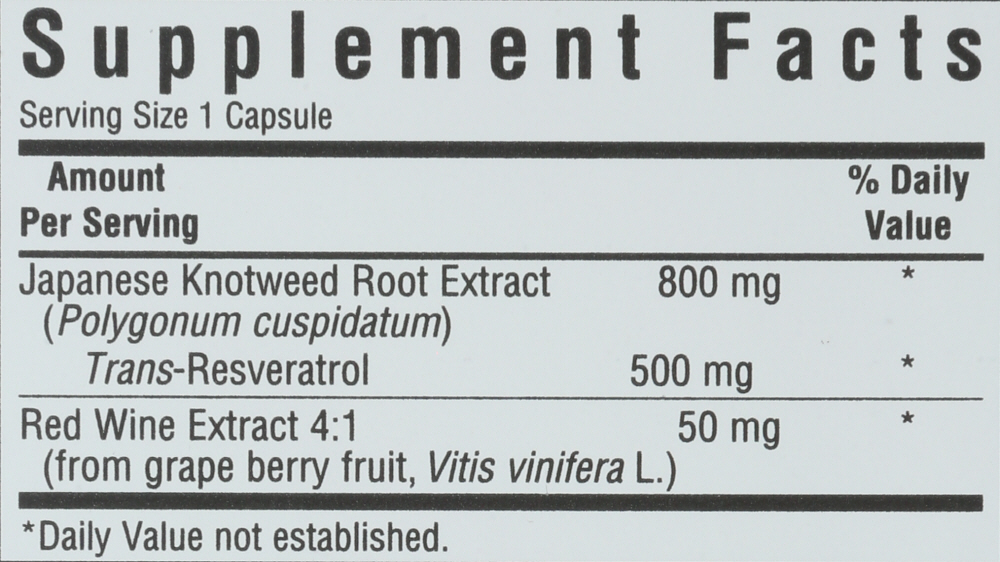 Supplement Facts
Serving Size 1 Capsule
Amount % Daily
Per Serving Value
Japanese Knotweed Root Extract 800 mg *
(Polygonum cuspidatum)
Trans-Resveratrol 500 mg *
Red Wine Extract 4:1 50 mg *
(from grape berry fruit, Vitis vinifera L.)
*Daily Value not established.